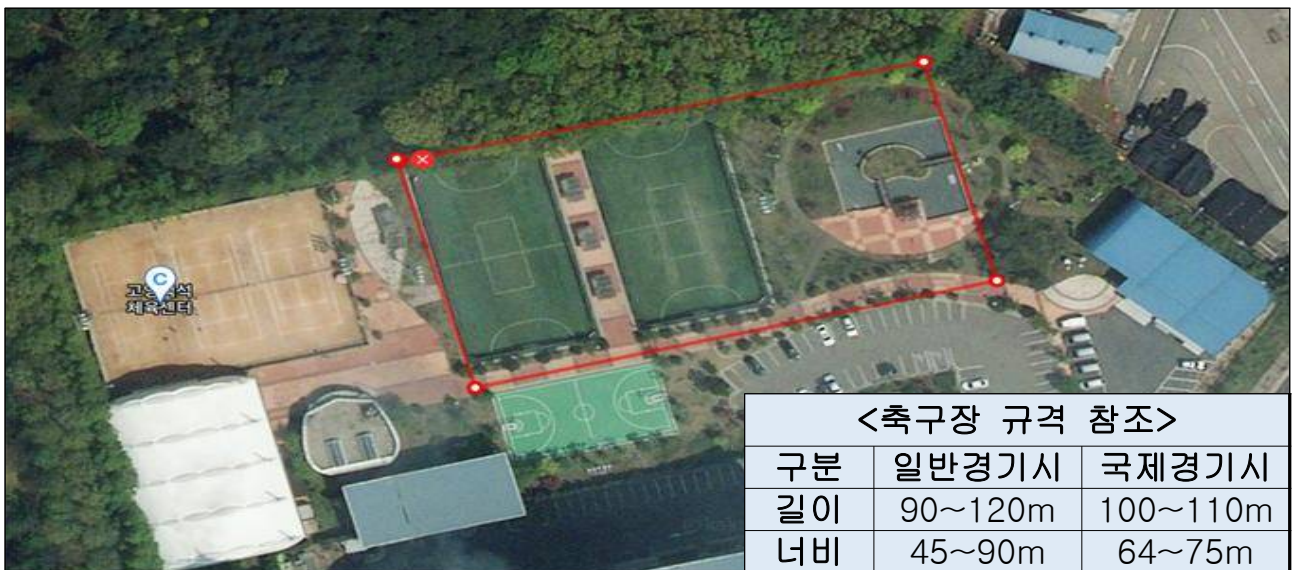 체육센터
<축구장 규격 참조>
구분 일반경기시 국제경기시
길이 90~120m 100~110m
너비 45~90m 64~75m